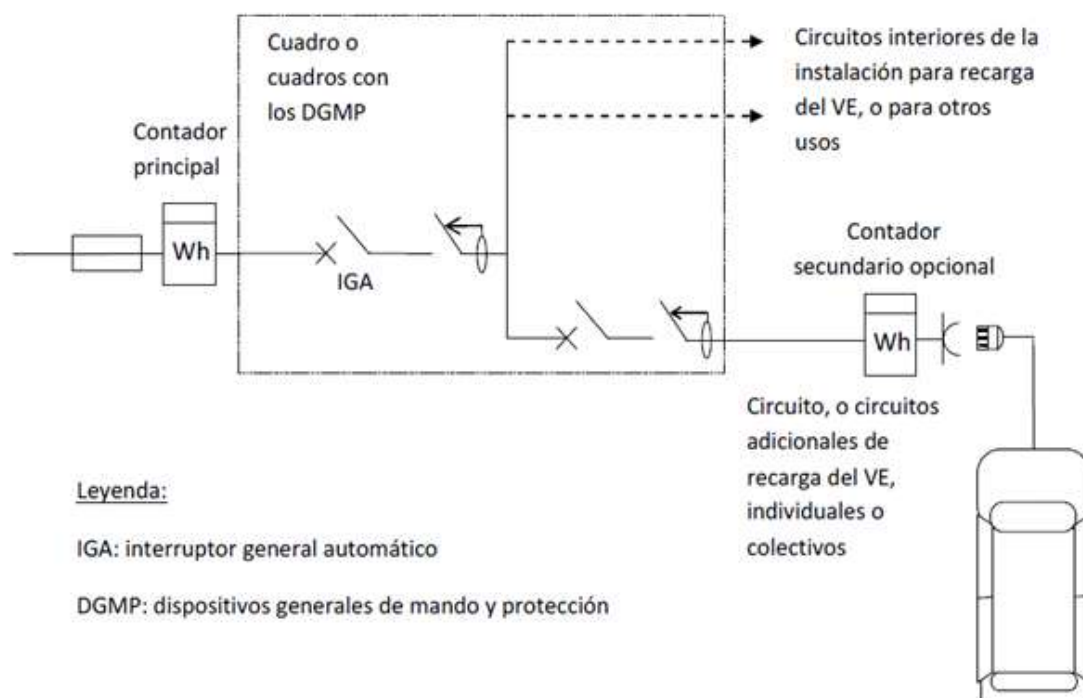 Cuadro o
cuadros con
los DGMP
Circuitos interiores de la
instalación para recarga
del VE, o para otros
usos
Contador
principal
Wh
IGA
Contador
secundario opcional
Wh
Circuito, o circuitos
adicionales de
recarga del VE,
individuales o
colectivos
Leyenda:
IGA: interruptor general automático
DGMP: dispositivos generales de mando y protección